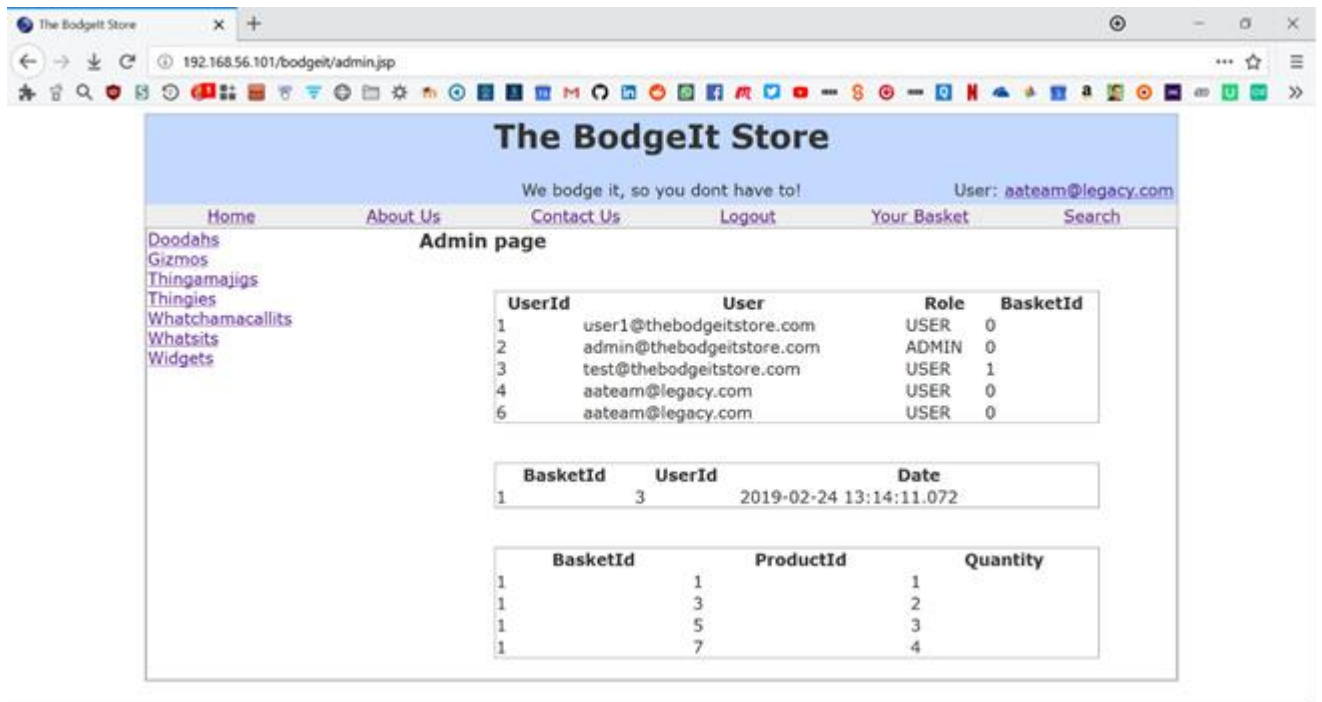 The BodgeIt Store
192.168.56.101/bodgeit/admin.jsp
The BodgeIt Store
We bodge it, so you dont have to!
User: aateam@legacy.com
Home About Us Contact Us Logout Your Basket Search
Doodahs
Gizmos
Thingamajigs
Thingies
Whatchamacallits
Whatsits
Widgets
Admin page
UserId User Role BasketId
1 user1@thebodgeitstore.com USER 0
2 admin@thebodgeitstore.com ADMIN 0
3 test@thebodgeitstore.com USER 1
4 aateam@legacy.com USER 0
6 aateam@legacy.com USER 0
BasketId UserId Date
1 3 2019-02-24 13:14:11.072
BasketId ProductId Quantity
1 1 1
1 3 2
1 5 3
1 7 4